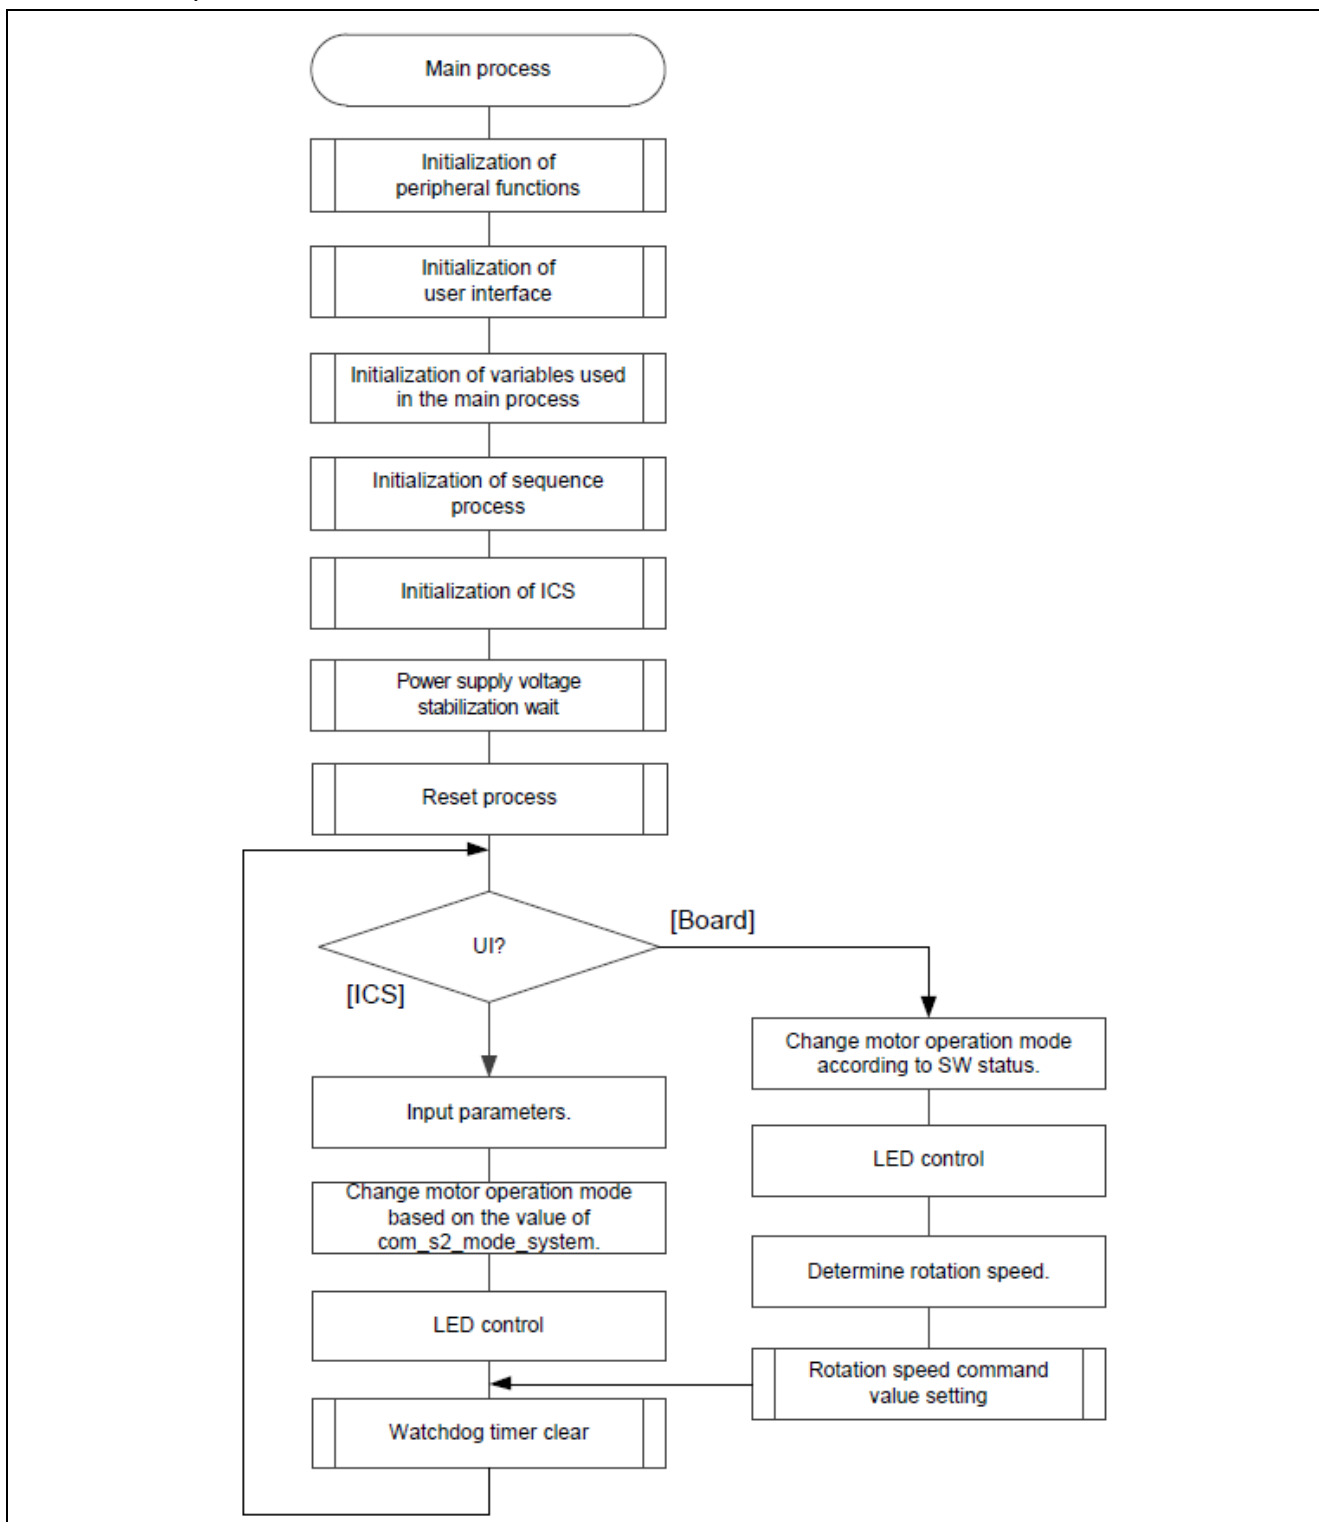 Main process
Initialization of
peripheral functions
Initialization of
user interface
Initialization of variables used
in the main process
Initialization of sequence
process
Initialization of ICS
Power supply voltage
stabilization wait
Reset process
UI?
[Board]
[ICS]
Input parameters.
Change motor operation mode
based on the value of
com_s2_mode_system.
LED control
Change motor operation mode
according to SW status.
LED control
Determine rotation speed.
Rotation speed command
value setting
Watchdog timer clear